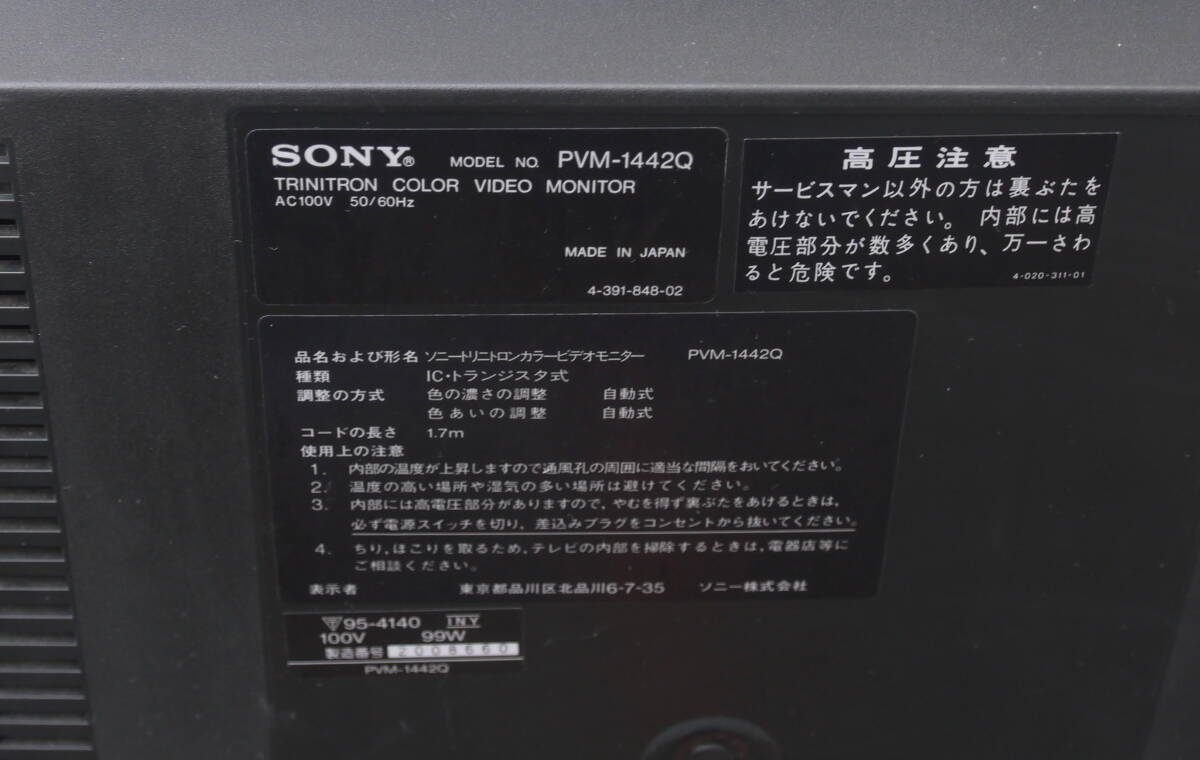 SONY® MODEL NO. PVM-1442Q
TRINITRON COLOR VIDEO MONITOR
AC100V 50/60Hz
MADE IN JAPAN
4-391-848-02
高圧注意
サービスマン以外の方は裏ぶたを
あけないでください。 内部には高
電圧部分が数多くあり、万一さわ
ると危険です。
4-020-311-01
品名および形名 ソニートリニトロンカラービデオモニター PVM-1442Q
種類 IC・トランジスタ式
調整の方式 色の濃さの調整 自動式
色あいの調整 自動式
コードの長さ 1.7m
使用上の注意
1. 内部の温度が上昇しますので通風孔の周囲に適当な間隔をおいてください。
2. 温度の高い場所や湿気の多い場所は避けてください。
3. 内部には高電圧部分がありますので,やむを得ず裏ぶたをあけるときは,
必ず電源スイッチを切り, 差込みプラグをコンセントから抜いてください。
4. ちり,ほこりを取るため,テレビの内部を掃除するときは,電器店等に
ご相談ください。
表示者 東京都品川区北品川6-7-35 ソニー株式会社
95-4140 I.N.Y
100V 99W
製造番号 2008660
PVM-1442Q